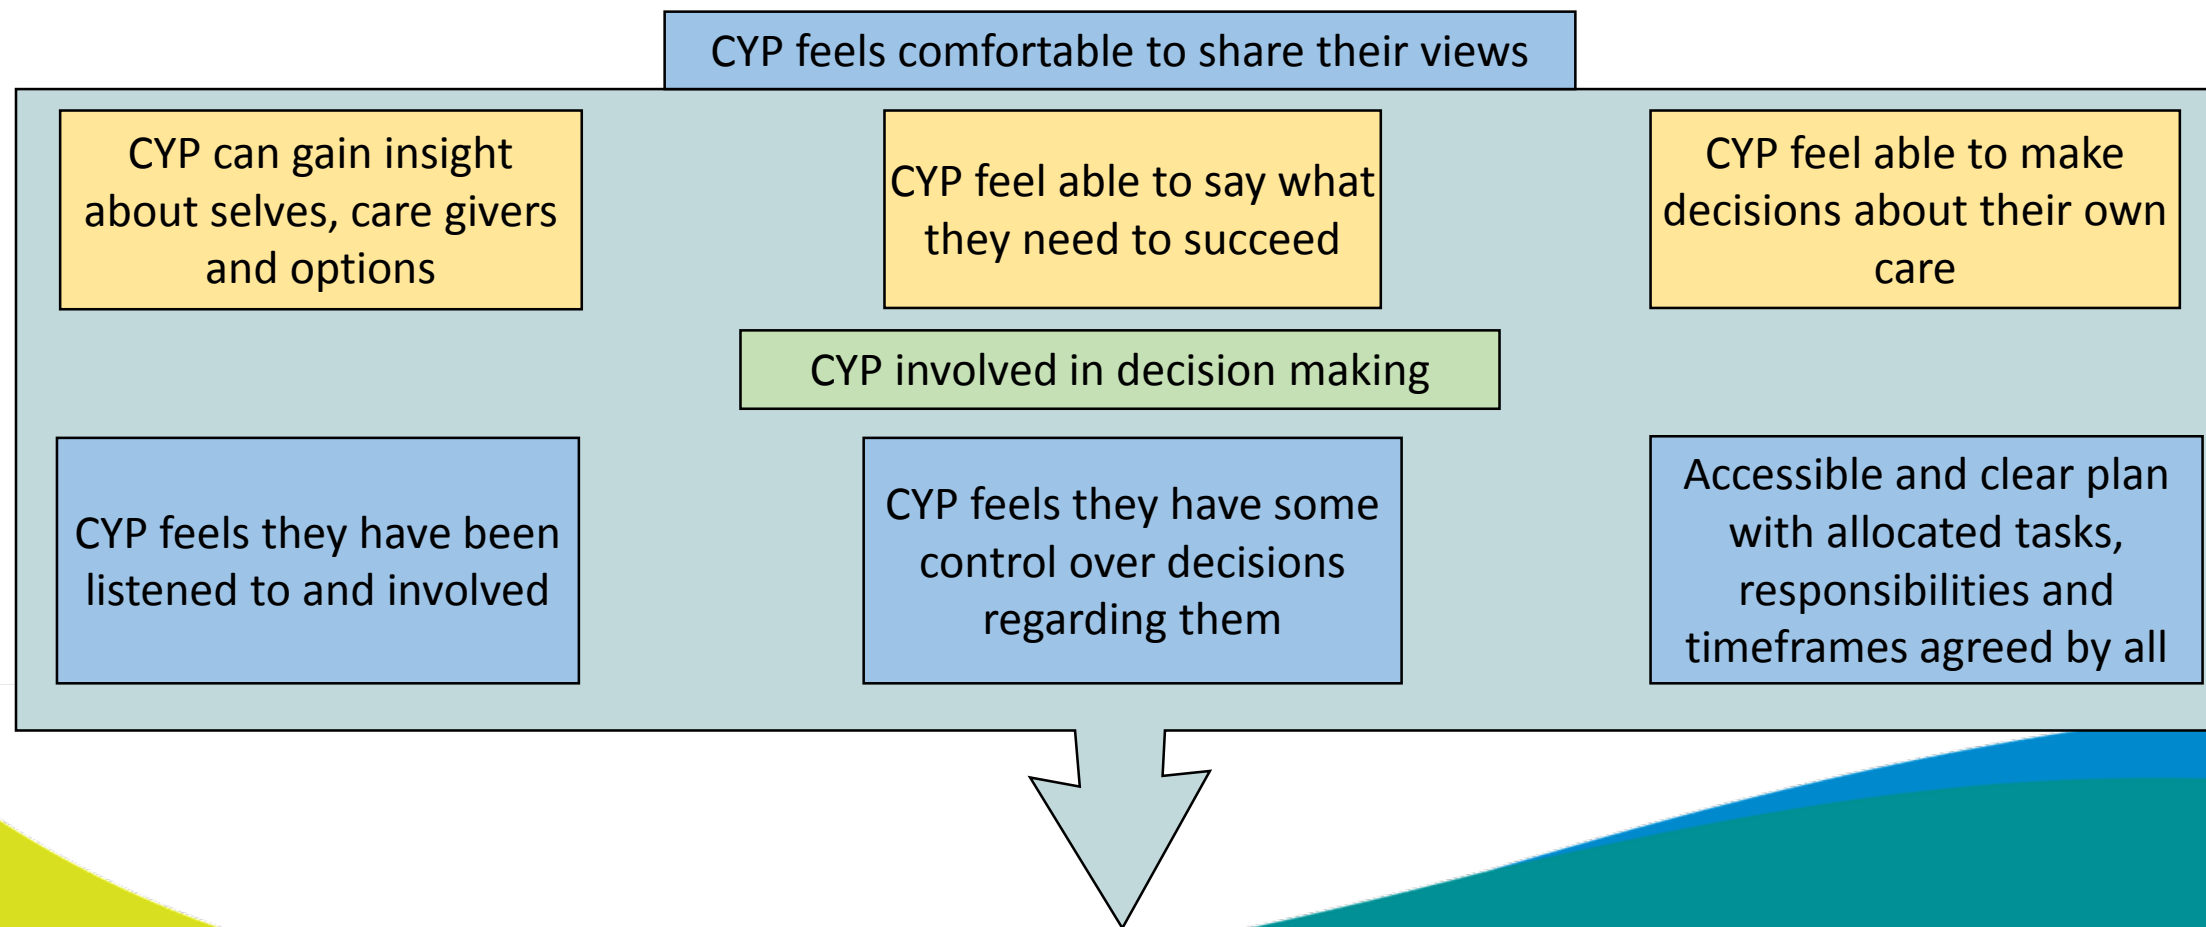 CYP feels comfortable to share their views
CYP can gain insight
about selves, care givers
and options
CYP feel able to say what
they need to succeed
CYP feel able to make
decisions about their own
care
CYP involved in decision making
CYP feels they have been
listened to and involved
CYP feels they have some
control over decisions
regarding them
Accessible and clear plan
with allocated tasks,
responsibilities and
timeframes agreed by all